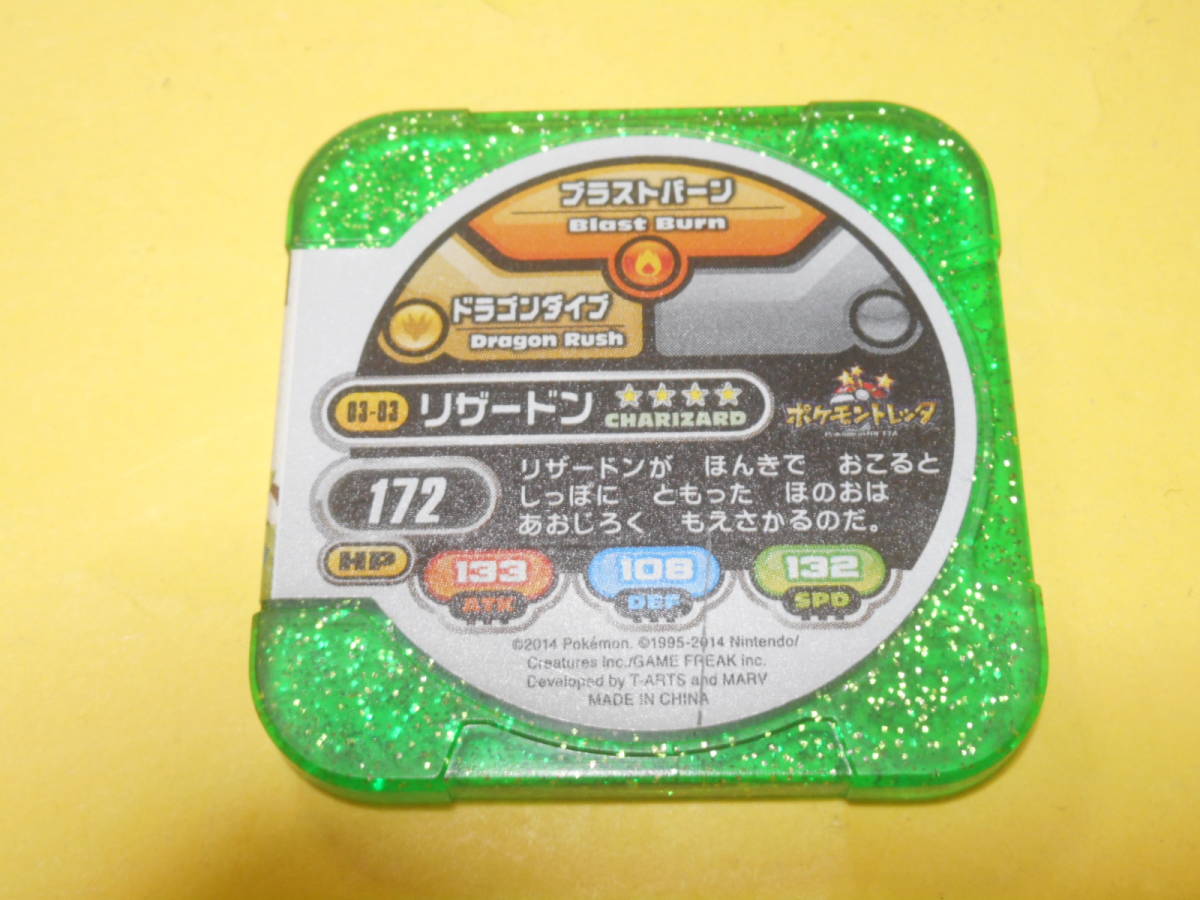 ブラストバーン
Blast Burn
ドラゴンダイブ
Dragon Rush
03-03 リザードン CHARIZARD
ポケモントレッタ
172
HP
リザードンが ほんきで おこると
しっぽに ともった ほのおは
あおじろく もえさかるのだ。
133 108 132
ATK DEF SPD
©2014 Pokémon. ©1995-2014 Nintendo/
Creatures Inc./GAME FREAK inc.
Developed by T-ARTS and MARV
MADE IN CHINA